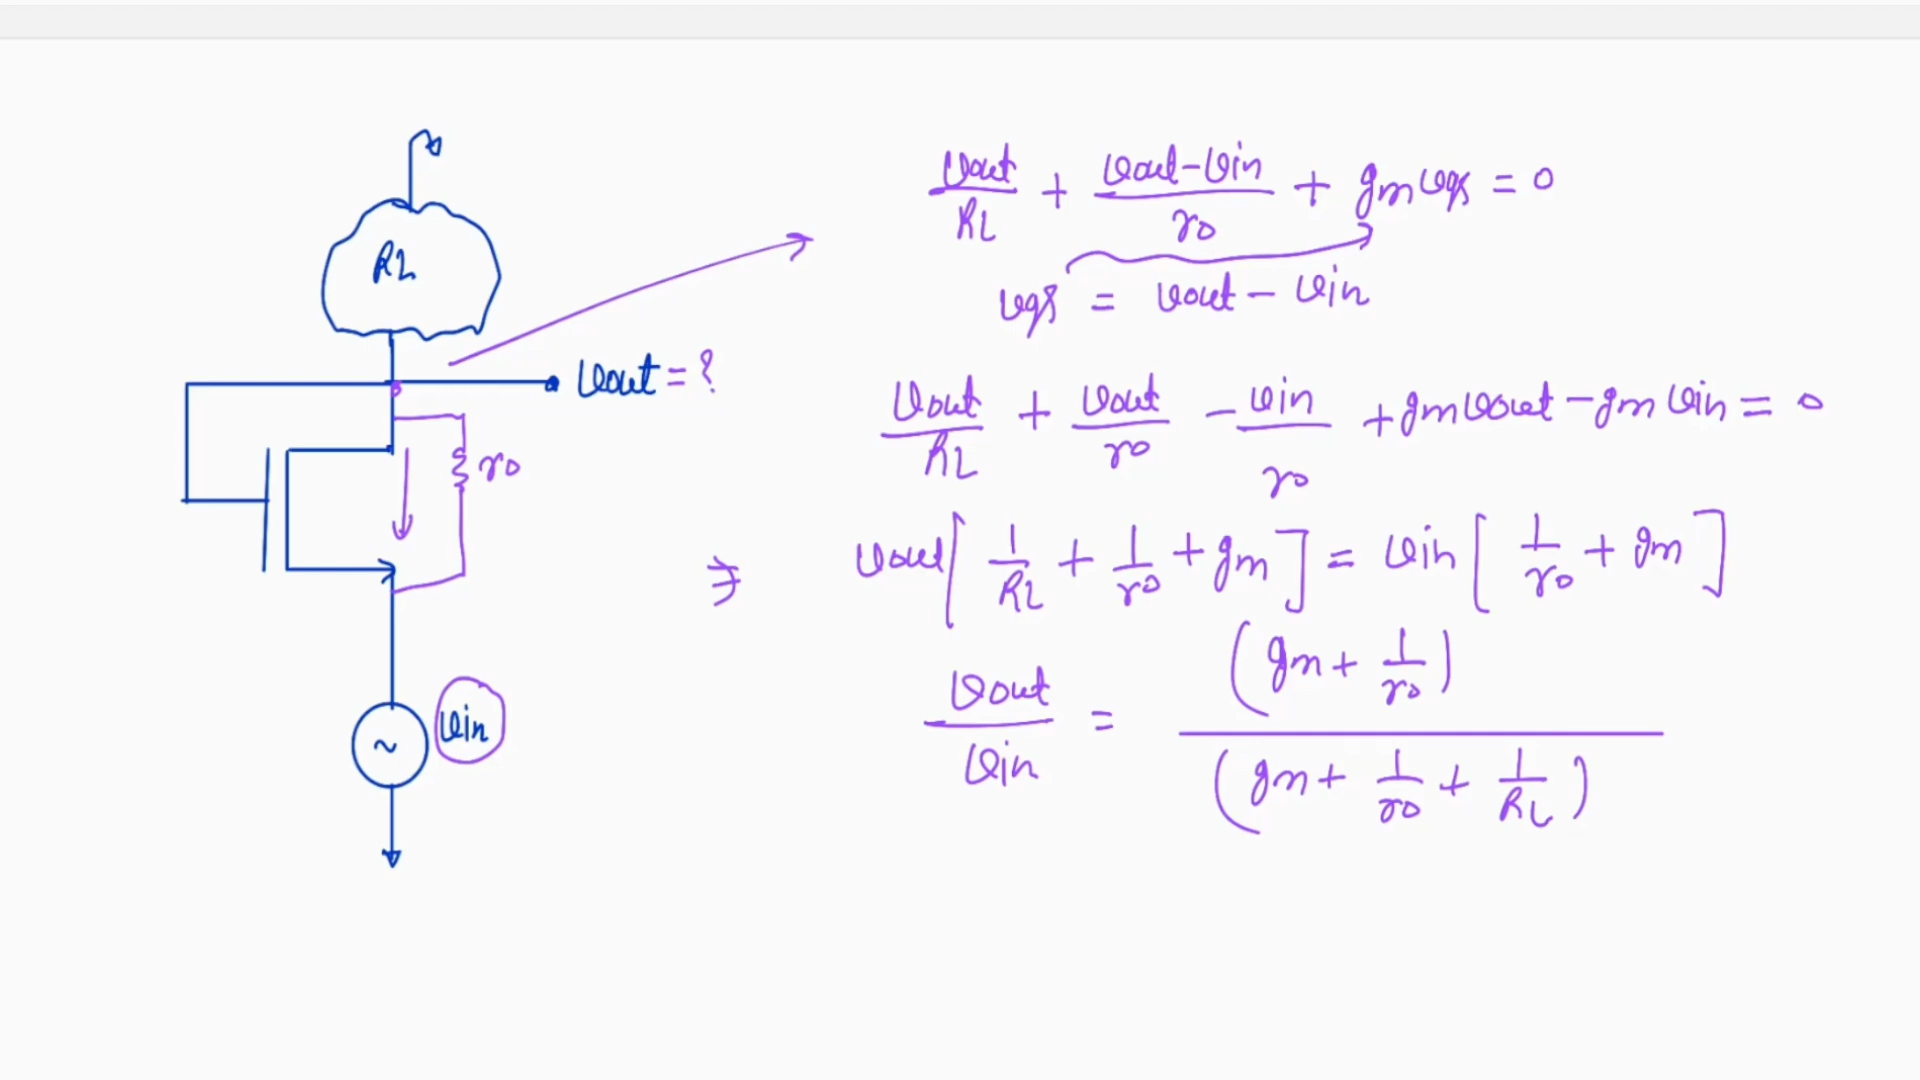 RL
Vout = ?
ro
~ Vin
Vout/RL + (Vout - Vin)/ro + gm vgs = 0
vgs = Vout - Vin
Vout/RL + Vout/ro - Vin/ro + gm Vout - gm Vin = 0
⇒ Vout [ 1/RL + 1/ro + gm ] = Vin [ 1/ro + gm ]
Vout/Vin = (gm + 1/ro) / (gm + 1/ro + 1/RL)